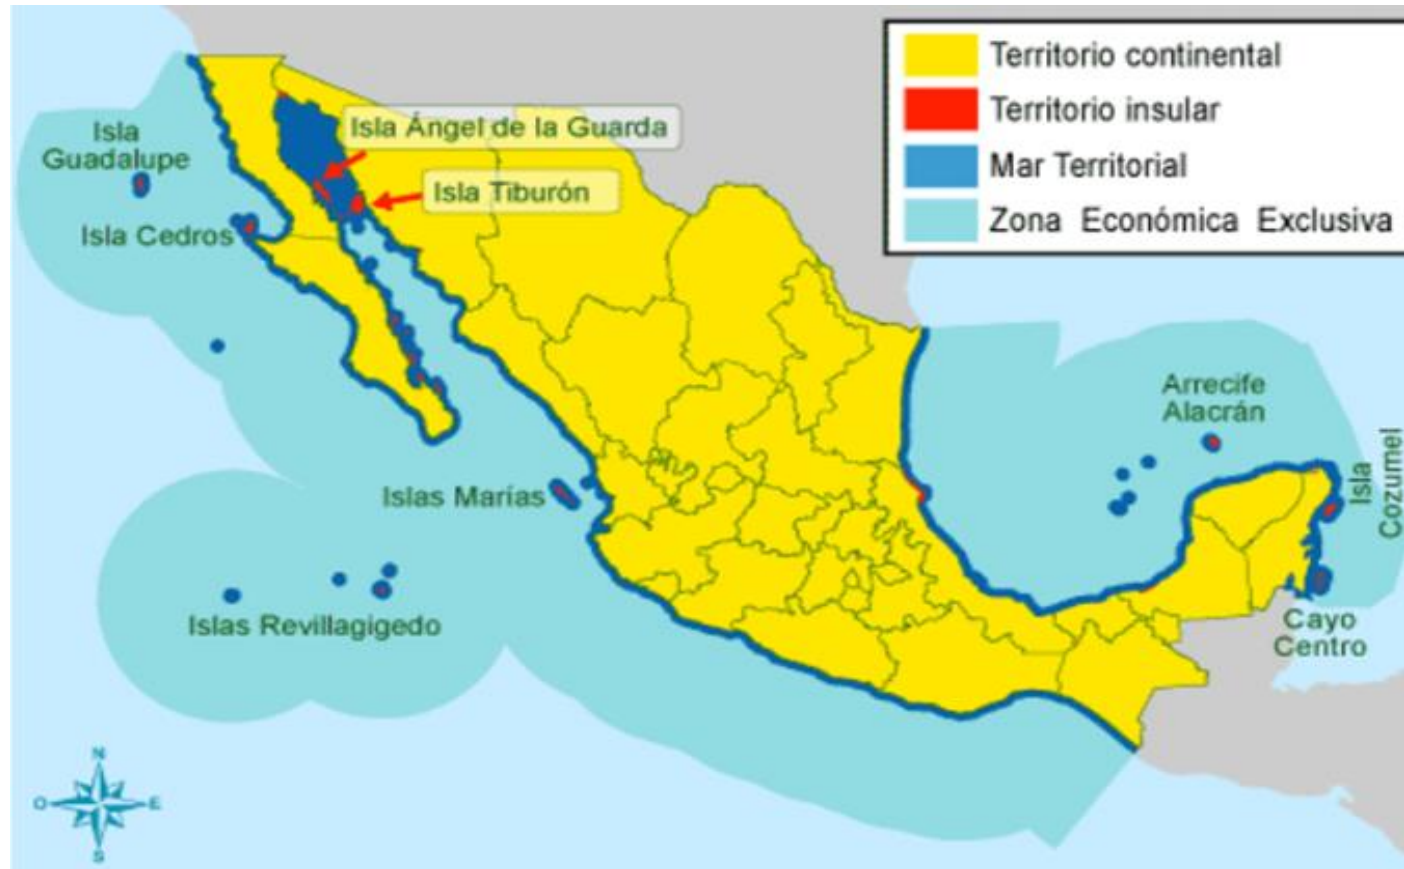 Territorio continental
Territorio insular
Mar Territorial
Zona Económica Exclusiva
Isla
Guadalupe
Isla Ángel de la Guarda
Isla Tiburón
Isla Cedros
Arrecife
Alacrán
Isla
Cozumel
Islas Marías
Islas Revillagigedo
Cayo
Centro
N
O
E
S